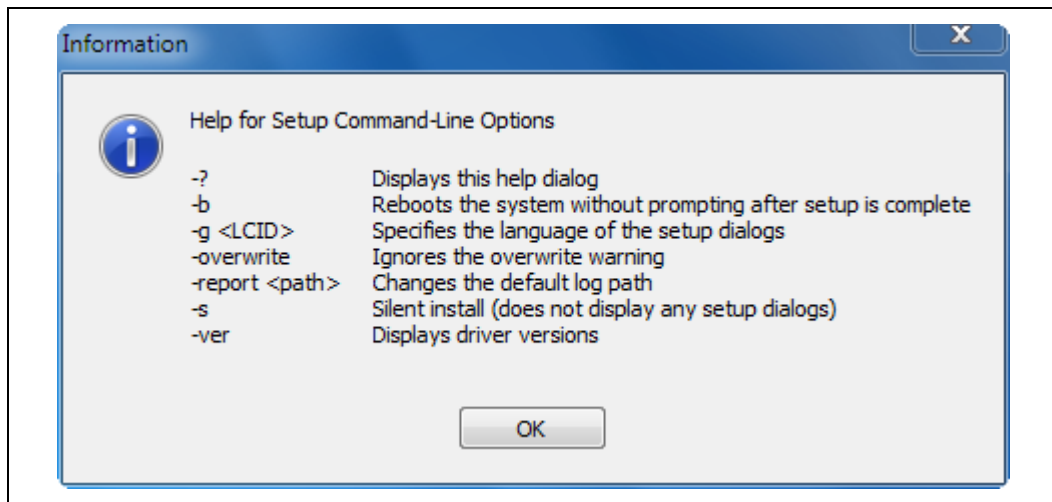 Information
Help for Setup Command-Line Options
-? Displays this help dialog
-b Reboots the system without prompting after setup is complete
-g <LCID> Specifies the language of the setup dialogs
-overwrite Ignores the overwrite warning
-report <path> Changes the default log path
-s Silent install (does not display any setup dialogs)
-ver Displays driver versions
OK